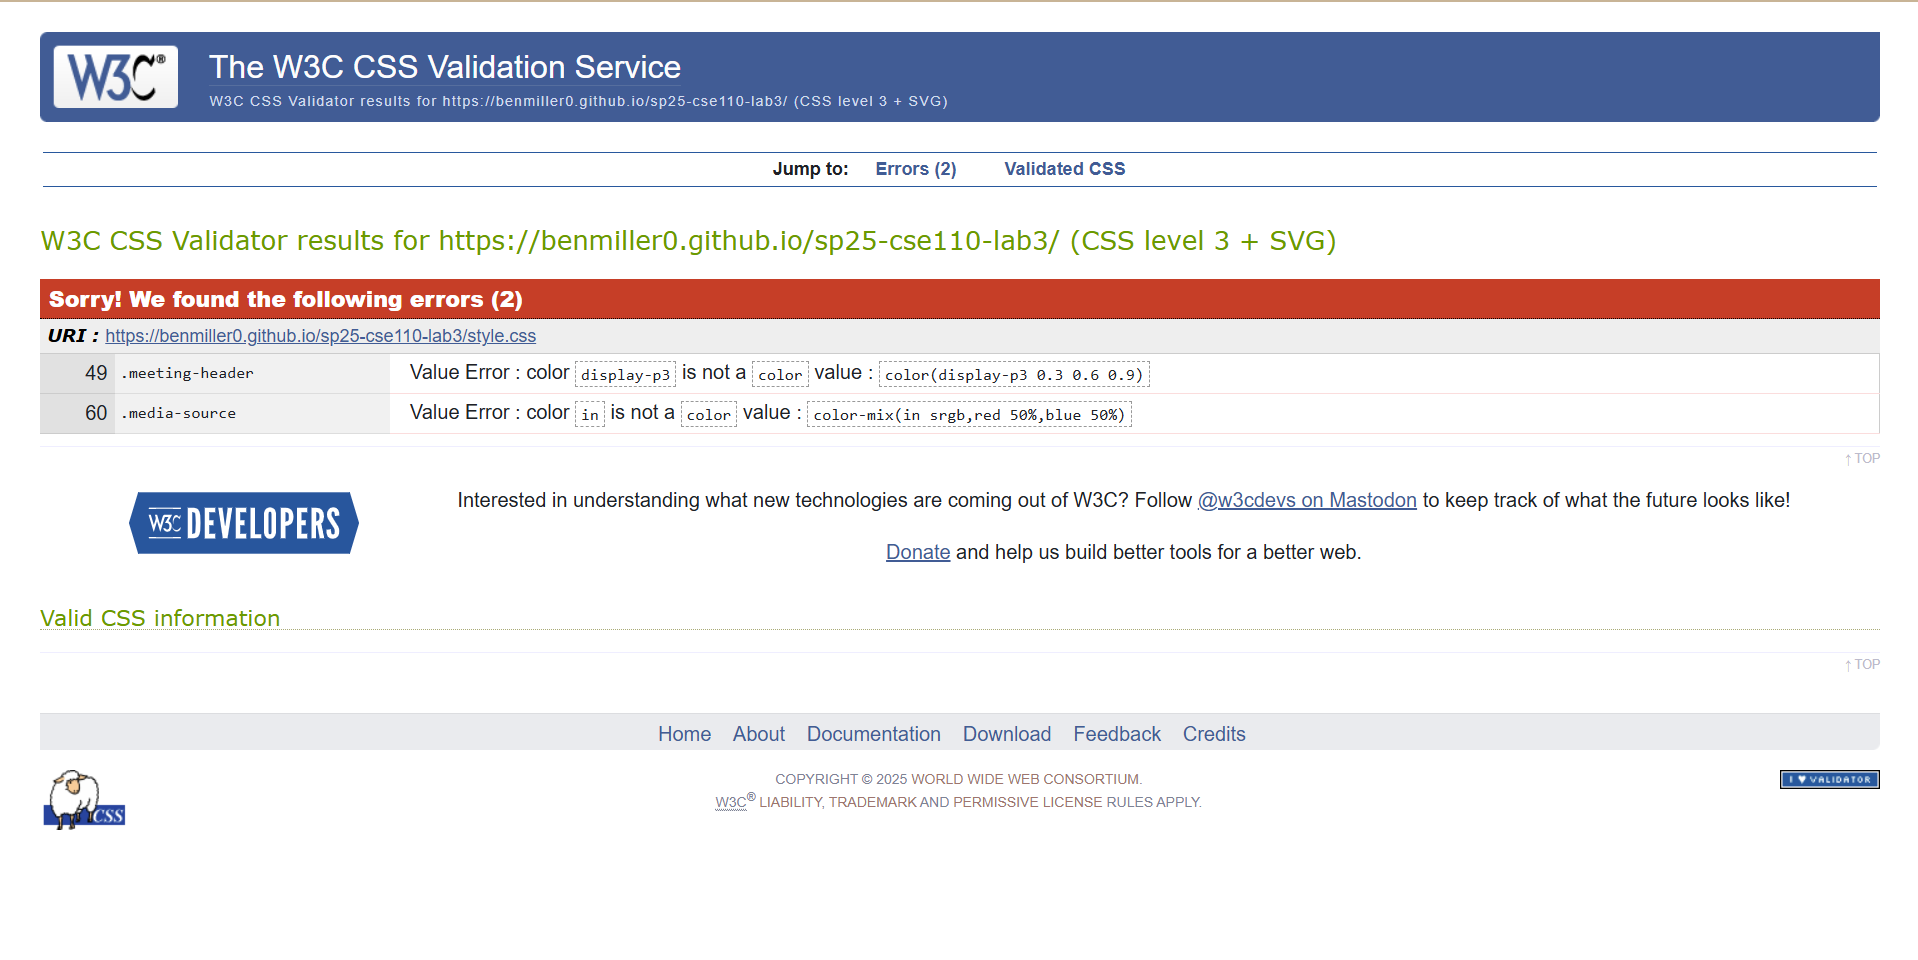 W3C®
The W3C CSS Validation Service
W3C CSS Validator results for https://benmiller0.github.io/sp25-cse110-lab3/ (CSS level 3 + SVG)
Jump to: Errors (2) Validated CSS
W3C CSS Validator results for https://benmiller0.github.io/sp25-cse110-lab3/ (CSS level 3 + SVG)
Sorry! We found the following errors (2)
URI : https://benmiller0.github.io/sp25-cse110-lab3/style.css
49 .meeting-header Value Error : color display-p3 is not a color value : color(display-p3 0.3 0.6 0.9)
60 .media-source Value Error : color in is not a color value : color-mix(in srgb,red 50%,blue 50%)
↑ TOP
W3C DEVELOPERS
Interested in understanding what new technologies are coming out of W3C? Follow @w3cdevs on Mastodon to keep track of what the future looks like!
Donate and help us build better tools for a better web.
Valid CSS information
↑ TOP
Home About Documentation Download Feedback Credits
CSS
COPYRIGHT © 2025 WORLD WIDE WEB CONSORTIUM.
W3C® LIABILITY, TRADEMARK AND PERMISSIVE LICENSE RULES APPLY.
I ♥ VALIDATOR